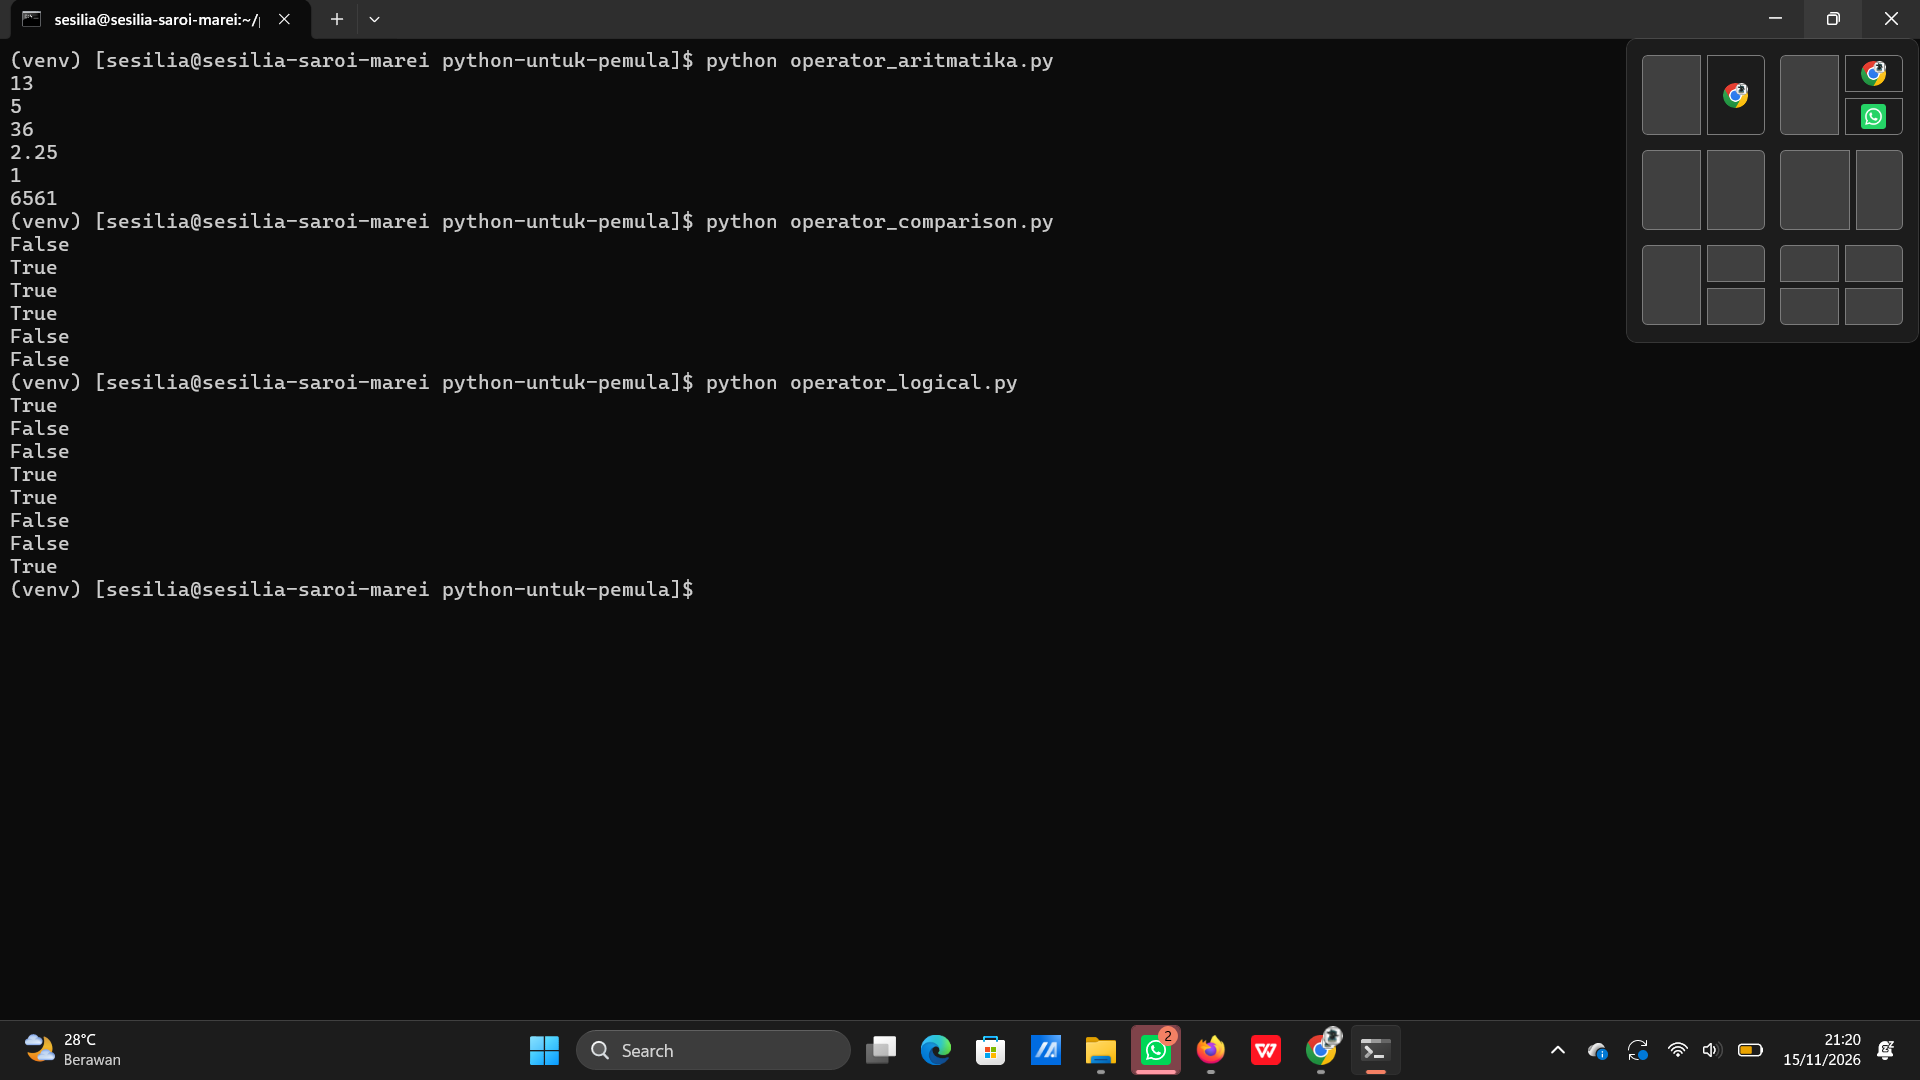 sesilia@sesilia-saroi-marei:~/
(venv) [sesilia@sesilia-saroi-marei python-untuk-pemula]$ python operator_aritmatika.py
13
5
36
2.25
1
6561
(venv) [sesilia@sesilia-saroi-marei python-untuk-pemula]$ python operator_comparison.py
False
True
True
True
False
False
(venv) [sesilia@sesilia-saroi-marei python-untuk-pemula]$ python operator_logical.py
True
False
False
True
True
False
False
True
(venv) [sesilia@sesilia-saroi-marei python-untuk-pemula]$
28°C
Berawan
Search
2
21:20
15/11/2026